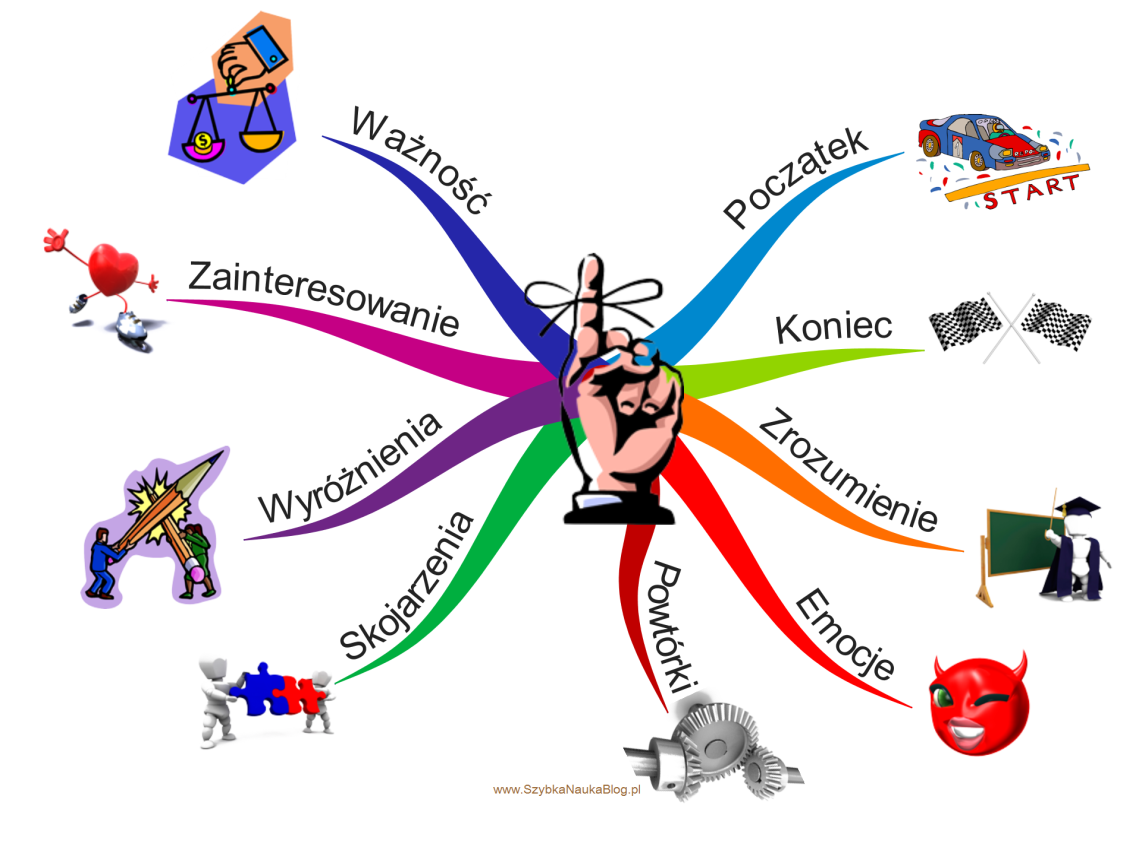 Ważność
Początek
START
Zainteresowanie
Koniec
Wyróżnienia
Zrozumienie
Skojarzenia
Powtórki
Emocje
www.SzybkaNaukaBlog.pl